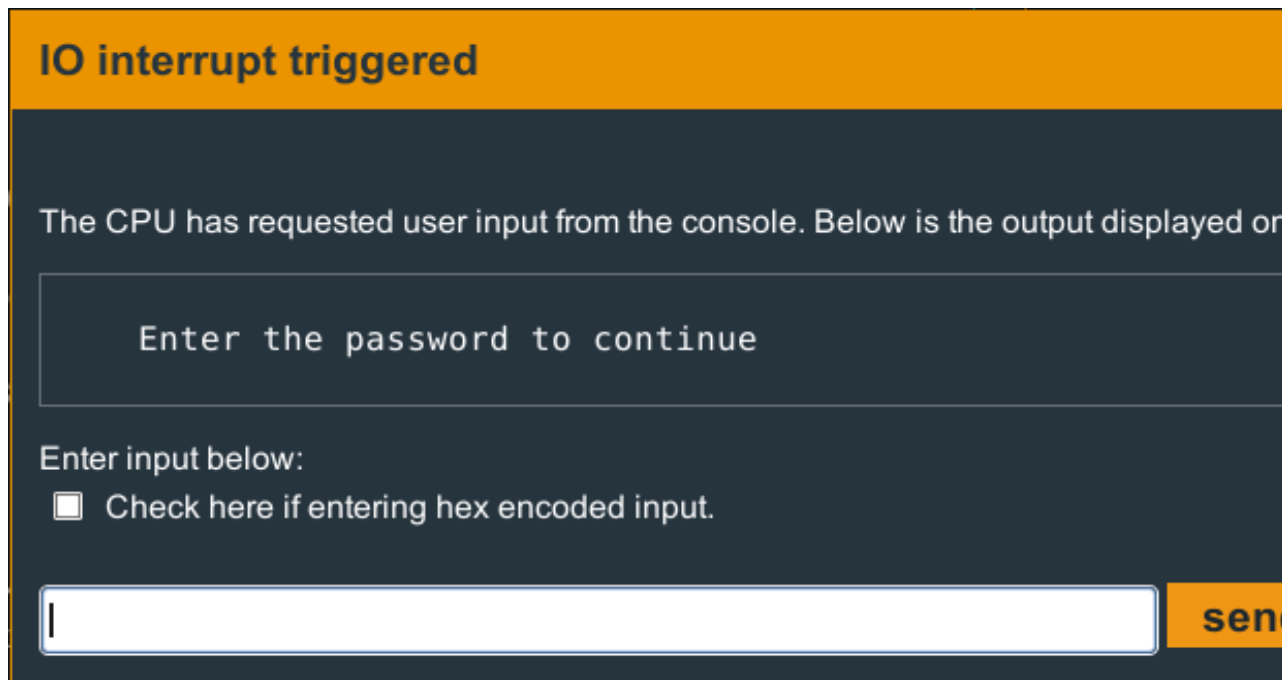 IO interrupt triggered
The CPU has requested user input from the console. Below is the output displayed on
Enter the password to continue
Enter input below:
Check here if entering hex encoded input.